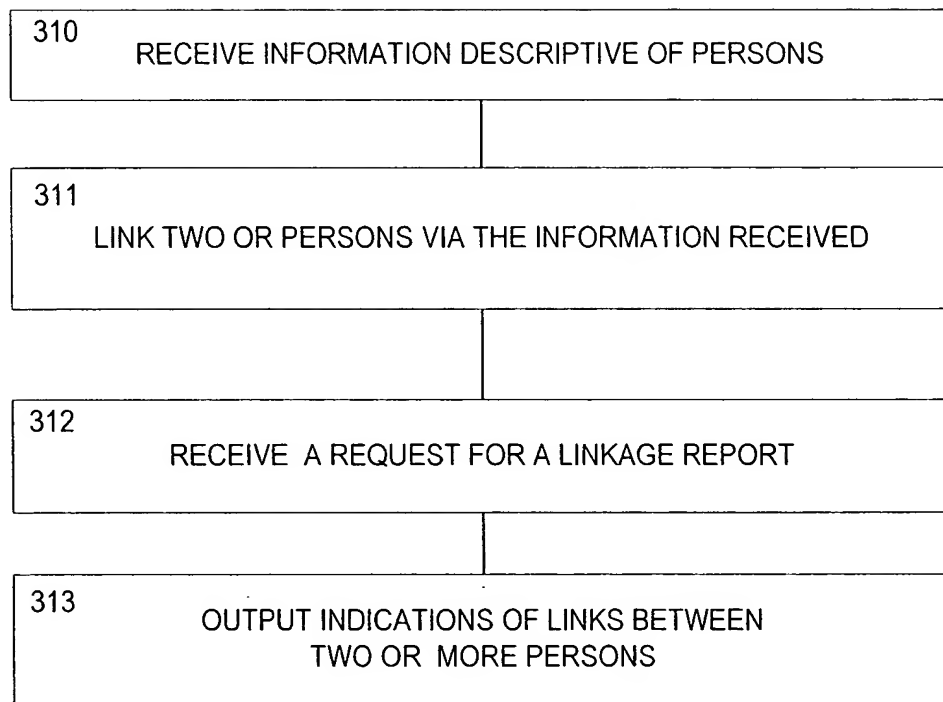 310
RECEIVE INFORMATION DESCRIPTIVE OF PERSONS
311
LINK TWO OR PERSONS VIA THE INFORMATION RECEIVED
312
RECEIVE A REQUEST FOR A LINKAGE REPORT
313
OUTPUT INDICATIONS OF LINKS BETWEEN
TWO OR MORE PERSONS